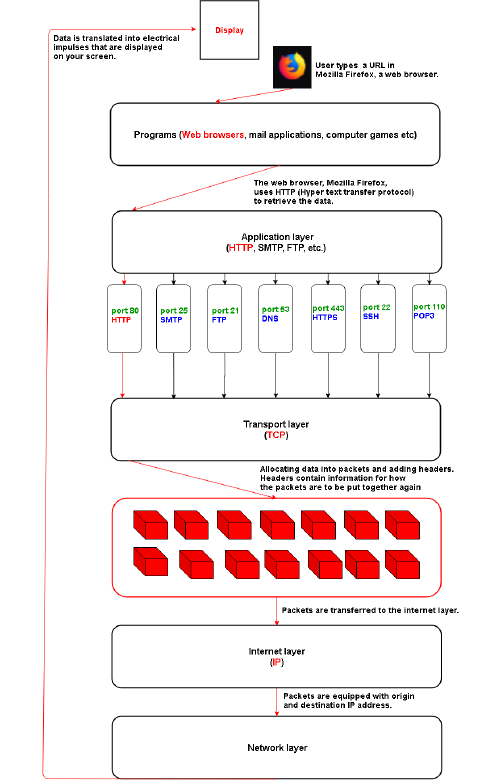 Display
Data is translated into electrical
impulses that are displayed
on your screen.
User types a URL in
Mozilla Firefox, a web browser.
Programs (Web browsers, mail applications, computer games etc)
The web browser, Mozilla Firefox,
uses HTTP (Hyper text transfer protocol)
to retrieve the data.
Application layer
(HTTP, SMTP, FTP, etc.)
port 80
HTTP
port 25
SMTP
port 21
FTP
port 53
DNS
port 443
HTTPS
port 22
SSH
port 110
POP3
Transport layer
(TCP)
Allocating data into packets and adding headers.
Headers contain information for how
the packets are to be put together again
Packets are transferred to the internet layer.
Internet layer
(IP)
Packets are equipped with origin
and destination IP address.
Network layer